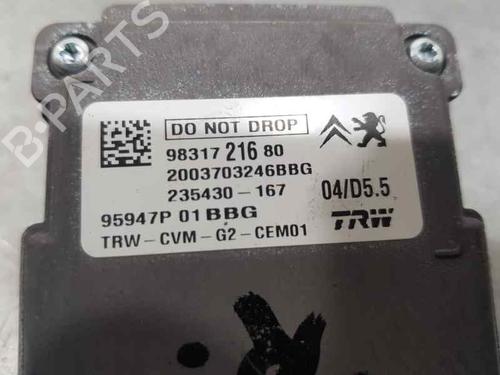 DO NOT DROP
98317 216 80
2003703246BBG
235430-167
04/D5.5
95947P 01BBG
TRW
TRW-CVM-G2-CEM01
B-PARTS